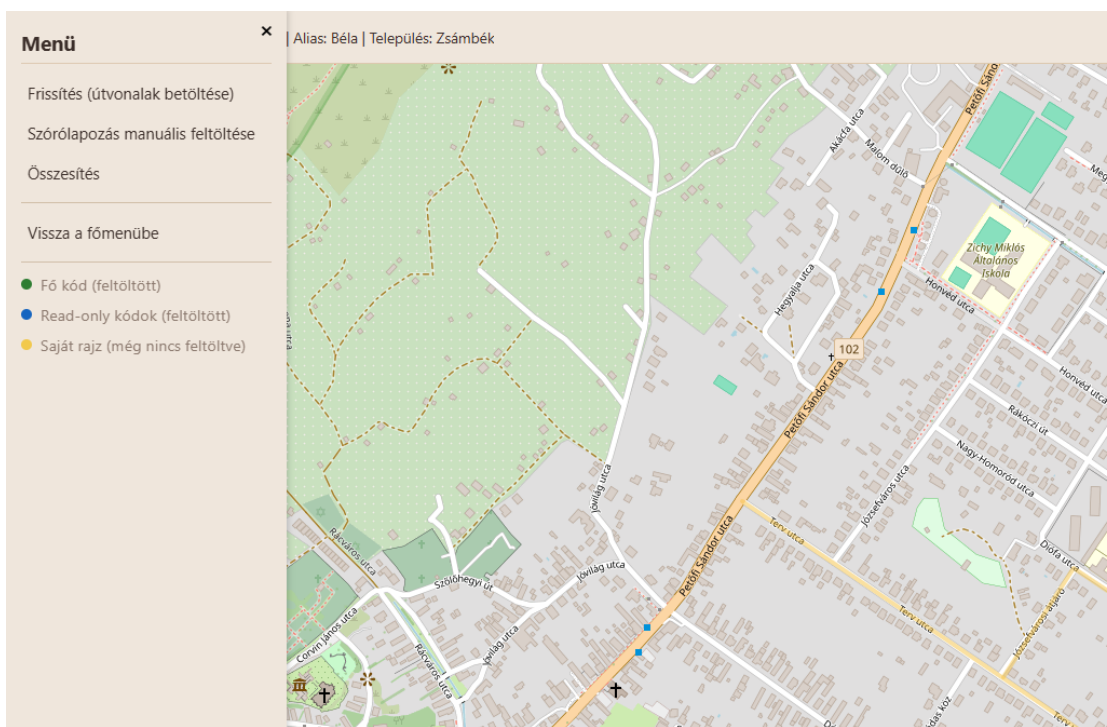 Menü
×
| Alias: Béla | Település: Zsámbék
Frissítés (útvonalak betöltése)
Szórólapozás manuális feltöltése
Összesítés
Vissza a főmenübe
Fő kód (feltöltött)
Read-only kódok (feltöltött)
Saját rajz (még nincs feltöltve)
Petőfi Sándor
Akácfa utca
Malom dűlő
Zichy Miklós
Általános
Iskola
Hegyalja utca
Honvéd utca
102
Petőfi Sándor utca
Honvéd utca
Rákóczi út
Nagy-Homoród utca
Józsefváros utca
Jóvilág utca
Petőfi Sándor utca
Terv utca
Diófa utca
Rácváros utca
Szőlőhegyi út
Jóvilág utca
Terv utca
Józsefvárosi átjáró
Corvin János utca
Rácváros utca
Jóvilág utca